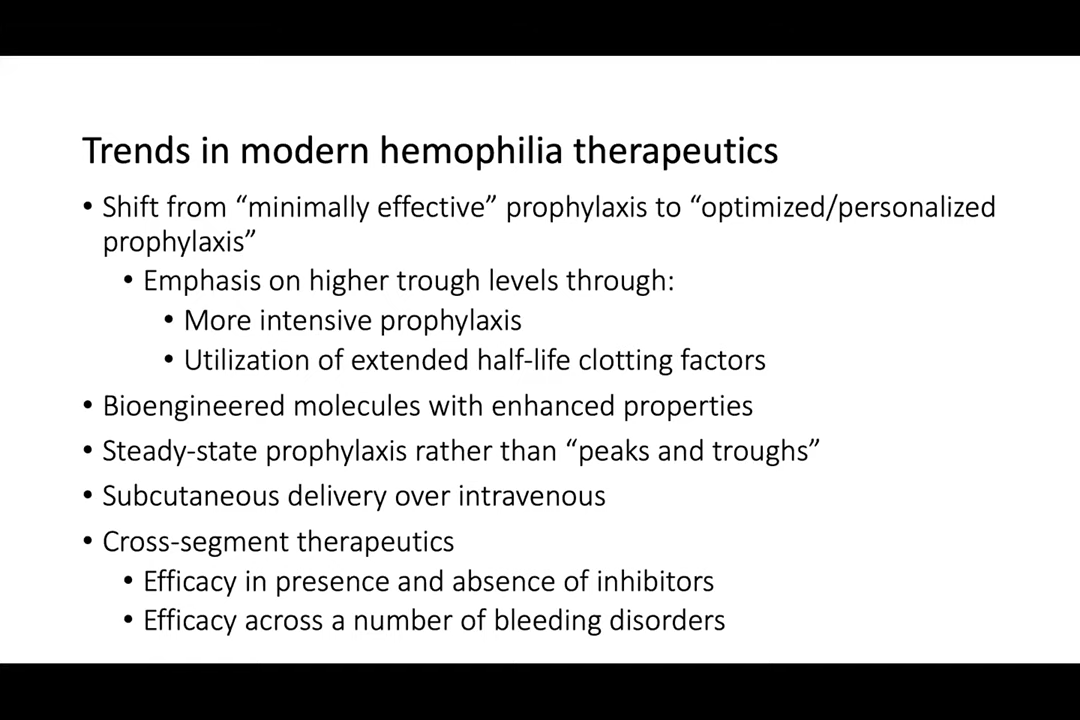 Trends in modern hemophilia therapeutics
• Shift from “minimally effective” prophylaxis to “optimized/personalized
prophylaxis”
• Emphasis on higher trough levels through:
• More intensive prophylaxis
• Utilization of extended half-life clotting factors
• Bioengineered molecules with enhanced properties
• Steady-state prophylaxis rather than “peaks and troughs”
• Subcutaneous delivery over intravenous
• Cross-segment therapeutics
• Efficacy in presence and absence of inhibitors
• Efficacy across a number of bleeding disorders